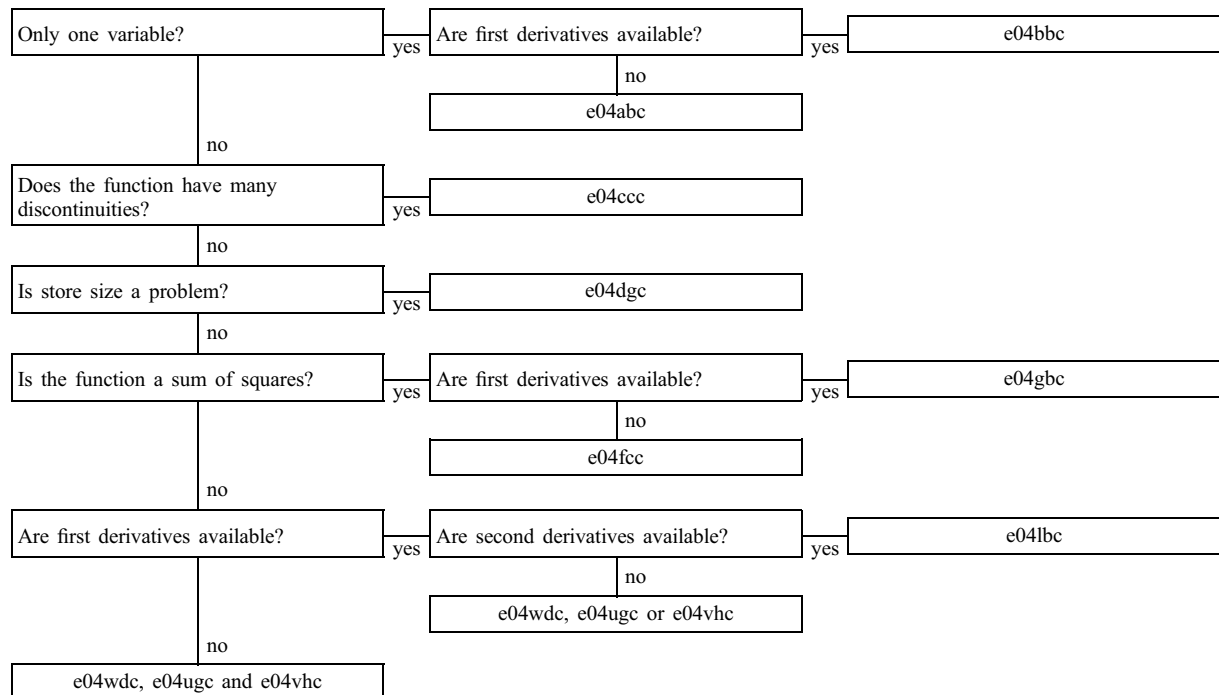 Only one variable?
yes
Are first derivatives available?
yes
e04bbc
no
e04abc
no
Does the function have many
discontinuities?
yes
e04ccc
no
Is store size a problem?
yes
e04dgc
no
Is the function a sum of squares?
yes
Are first derivatives available?
yes
e04gbc
no
e04fcc
no
Are first derivatives available?
yes
Are second derivatives available?
yes
e04lbc
no
e04wdc, e04ugc or e04vhc
no
e04wdc, e04ugc and e04vhc